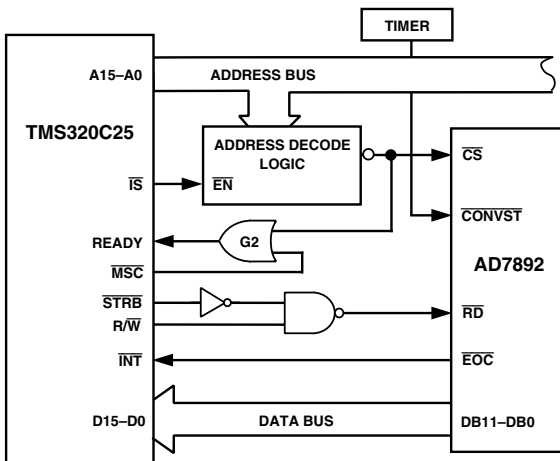 TIMER
A15–A0
ADDRESS BUS
TMS320C25
ADDRESS DECODE
LOGIC
IS
EN
CS
READY
G2
CONVST
MSC
AD7892
STRB
R/W
RD
INT
EOC
D15–D0
DATA BUS
DB11–DB0